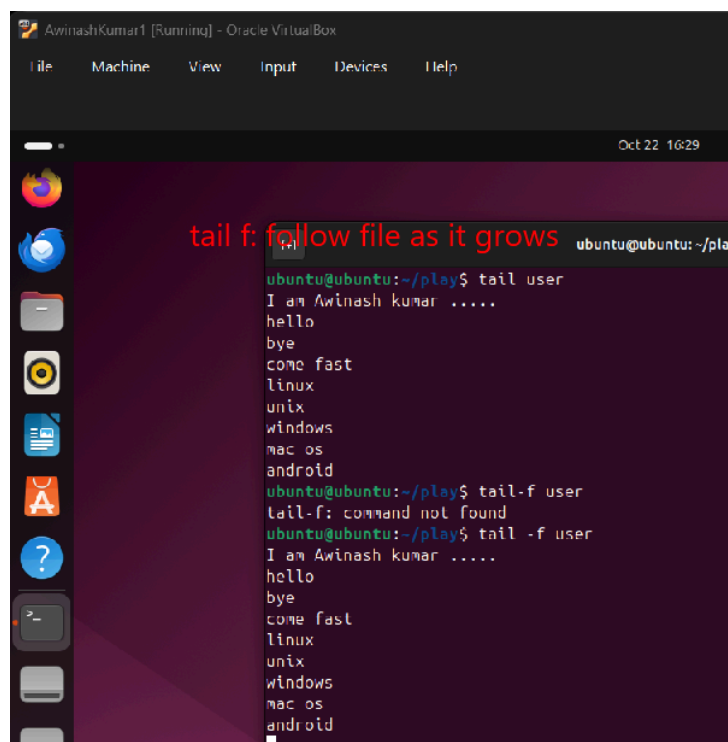 AwinashKumar1 [Running] - Oracle VirtualBox
File Machine View Input Devices Help
Oct 22 16:29
tail f: follow file as it grows
ubuntu@ubuntu: ~/pla
ubuntu@ubuntu:~/play$ tail user
I am Awinash kumar .....
hello
bye
come fast
linux
unix
windows
mac os
android
ubuntu@ubuntu:~/play$ tail-f user
tail-f: command not found
ubuntu@ubuntu:~/play$ tail -f user
I am Awinash kumar .....
hello
bye
come fast
linux
unix
windows
mac os
android